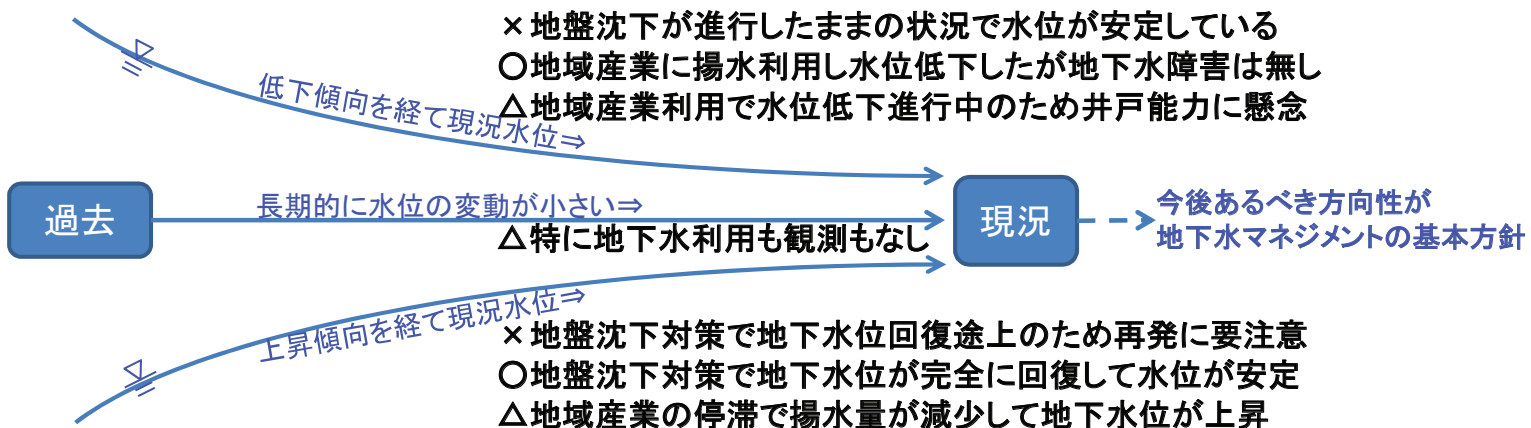 ×地盤沈下が進行したままの状況で水位が安定している
○地域産業に揚水利用し水位低下したが地下水障害は無し
△地域産業利用で水位低下進行中のため井戸能力に懸念
低下傾向を経て現況水位⇒
過去
長期的に水位の変動が小さい⇒
△特に地下水利用も観測もなし
現況
今後あるべき方向性が
地下水マネジメントの基本方針
上昇傾向を経て現況水位⇒
×地盤沈下対策で地下水位回復途上のため再発に要注意
○地盤沈下対策で地下水位が完全に回復して水位が安定
△地域産業の停滞で揚水量が減少して地下水位が上昇